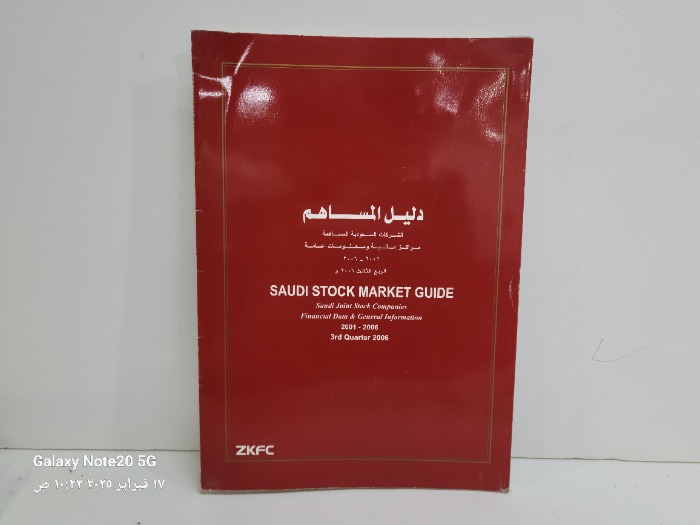 دليل المساهم
الشركات السعودية المساهمة
مراكز مالية ومعلومات عامة
٢٠٠٦ - ٢٠٠١
الربع الثالث ٢٠٠٦ م
SAUDI STOCK MARKET GUIDE
Saudi Joint Stock Companies
Financial Data & General Information
2001 - 2006
3rd Quarter 2006
ZKFC
Galaxy Note20 5G
١٧ فبراير ٢٠٢٥ ١٠:٢٢ ص